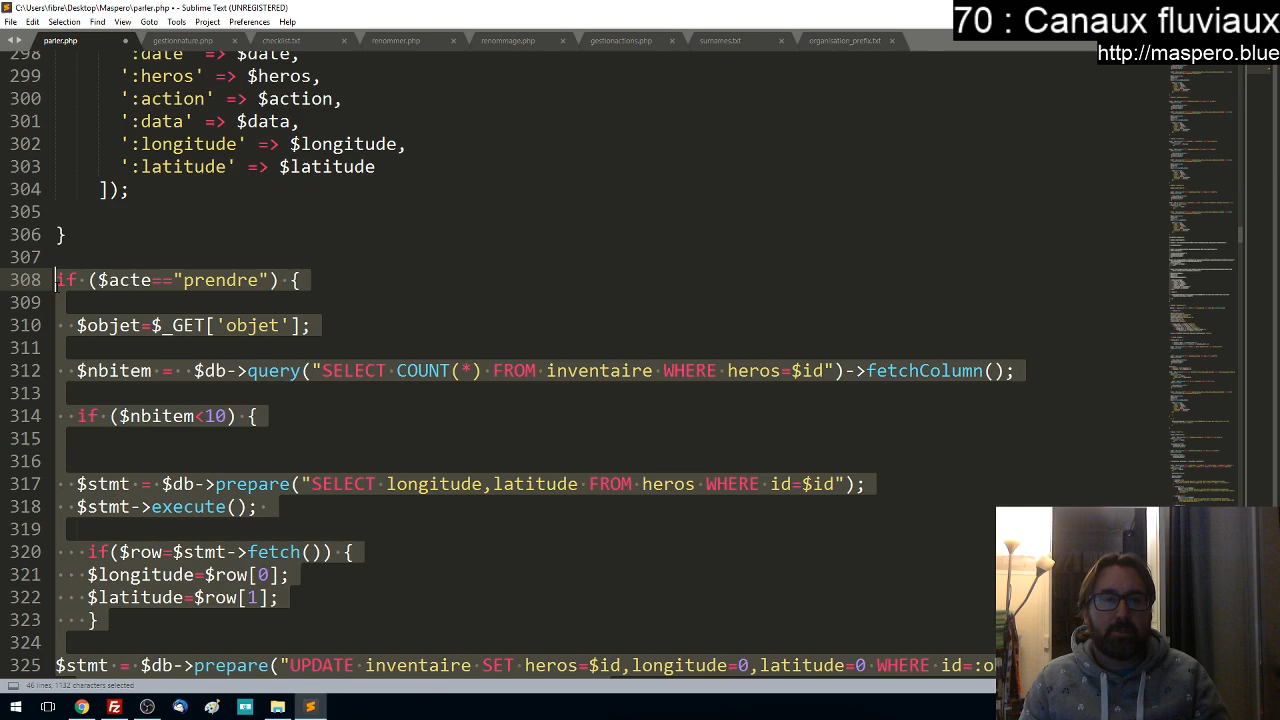 C:\Users\fibre\Desktop\Maspero\parler.php • - Sublime Text (UNREGISTERED)
70 : Canaux fluviaux
http://maspero.blue
File Edit Selection Find View Goto Tools Project Preferences Help
parler.php gestionnature.php checklist.txt renommer.php renommage.php gestionactions.php surnames.txt organisation_prefix.txt
298 ':date' => $date,
299 ':heros' => $heros,
300 ':action' => $action,
301 ':data' => $data,
302 ':longitude' => $longitude,
303 ':latitude' => $latitude
304 ]);
305
306 }
307
308 if ($acte=="prendre") {
309
310 $objet=$_GET['objet'];
311
312 $nbitem = $db->query("SELECT COUNT(*) FROM inventaire WHERE heros=$id")->fetchColumn();
313
314 if ($nbitem<10) {
315
316
317 $stmt = $db->prepare("SELECT longitude,latitude FROM heros WHERE id=$id");
318 $stmt->execute();
319
320 if($row=$stmt->fetch()) {
321 $longitude=$row[0];
322 $latitude=$row[1];
323 }
324
325 $stmt = $db->prepare("UPDATE inventaire SET heros=$id,longitude=0,latitude=0 WHERE id=:o
46 lines, 1132 characters selected